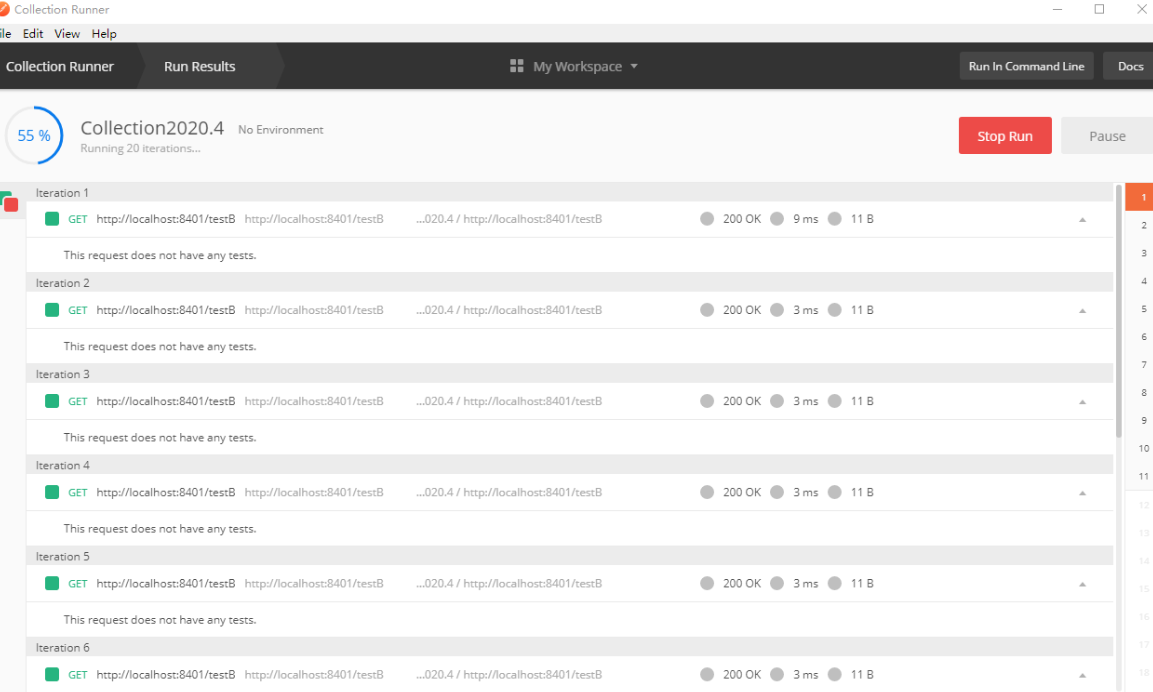 Collection Runner
ile Edit View Help
Collection Runner Run Results My Workspace Run In Command Line Docs
55 % Collection2020.4 No Environment Stop Run Pause
Running 20 iterations...
Iteration 1
1
GET http://localhost:8401/testB http://localhost:8401/testB ...020.4 / http://localhost:8401/testB 200 OK 9 ms 11 B
2
This request does not have any tests.
3
Iteration 2
4
GET http://localhost:8401/testB http://localhost:8401/testB ...020.4 / http://localhost:8401/testB 200 OK 3 ms 11 B
5
6
This request does not have any tests.
7
Iteration 3
8
GET http://localhost:8401/testB http://localhost:8401/testB ...020.4 / http://localhost:8401/testB 200 OK 3 ms 11 B
9
This request does not have any tests.
10
Iteration 4
11
GET http://localhost:8401/testB http://localhost:8401/testB ...020.4 / http://localhost:8401/testB 200 OK 3 ms 11 B
12
This request does not have any tests.
13
Iteration 5
14
GET http://localhost:8401/testB http://localhost:8401/testB ...020.4 / http://localhost:8401/testB 200 OK 3 ms 11 B
15
This request does not have any tests.
16
Iteration 6
17
GET http://localhost:8401/testB http://localhost:8401/testB ...020.4 / http://localhost:8401/testB 200 OK 3 ms 11 B
18